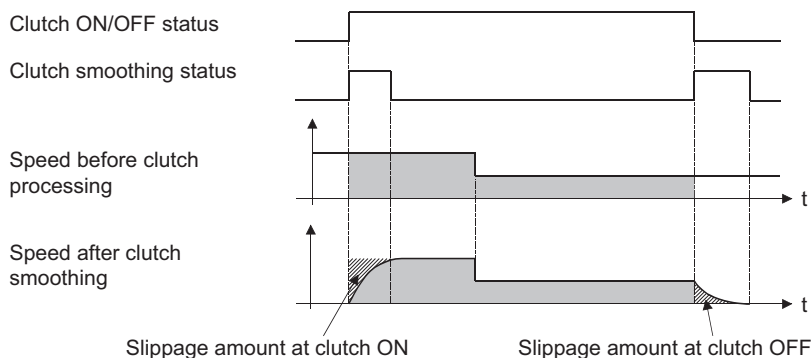 Clutch ON/OFF status
Clutch smoothing status
Speed before clutch
processing
t
Speed after clutch
smoothing
t
Slippage amount at clutch ON
Slippage amount at clutch OFF